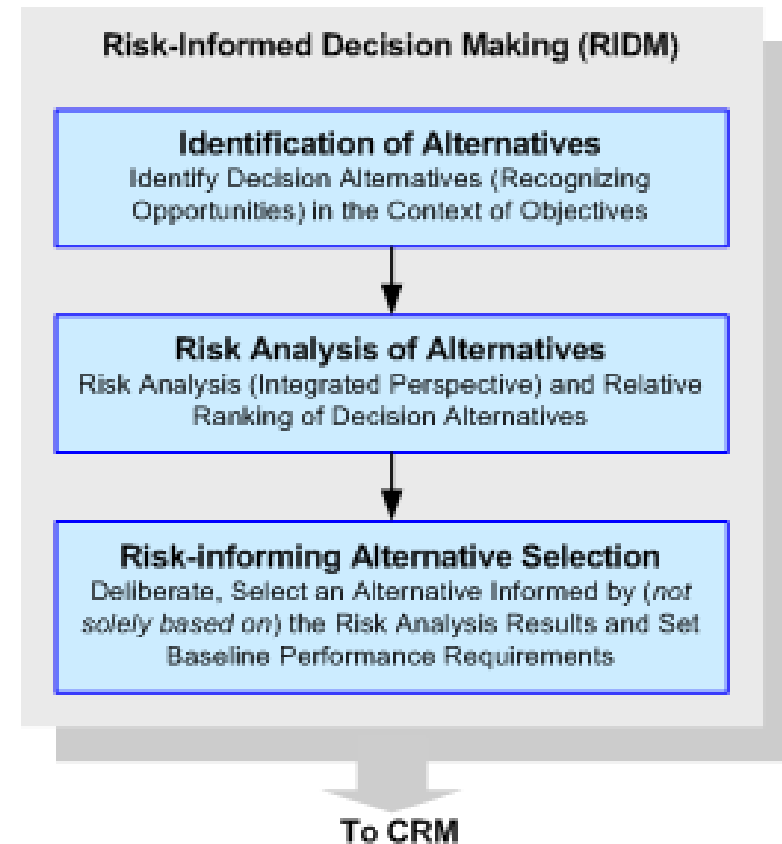 Risk-Informed Decision Making (RIDM)
Identification of Alternatives
Identify Decision Alternatives (Recognizing
Opportunities) in the Context of Objectives
Risk Analysis of Alternatives
Risk Analysis (Integrated Perspective) and Relative
Ranking of Decision Alternatives
Risk-informing Alternative Selection
Deliberate, Select an Alternative Informed by (not
solely based on) the Risk Analysis Results and Set
Baseline Performance Requirements
To CRM